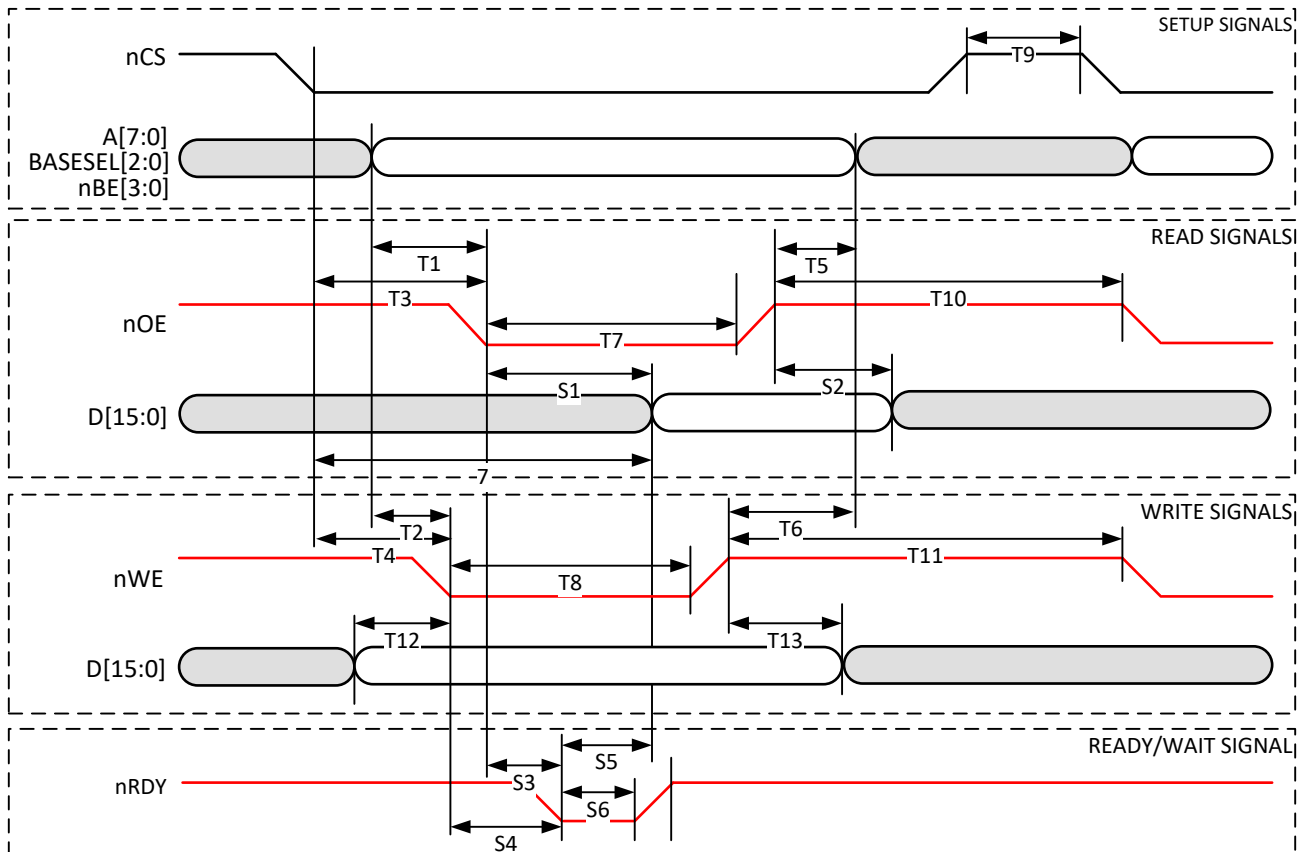 SETUP SIGNALS
nCS
T9
A[7:0]
BASESEL[2:0]
nBE[3:0]
READ SIGNALS
T1
T5
T3
T10
nOE
T7
S1
S2
D[15:0]
7
WRITE SIGNALS
T2
T6
T4
T11
nWE
T8
T12
T13
D[15:0]
READY/WAIT SIGNAL
S5
nRDY
S3
S6
S4